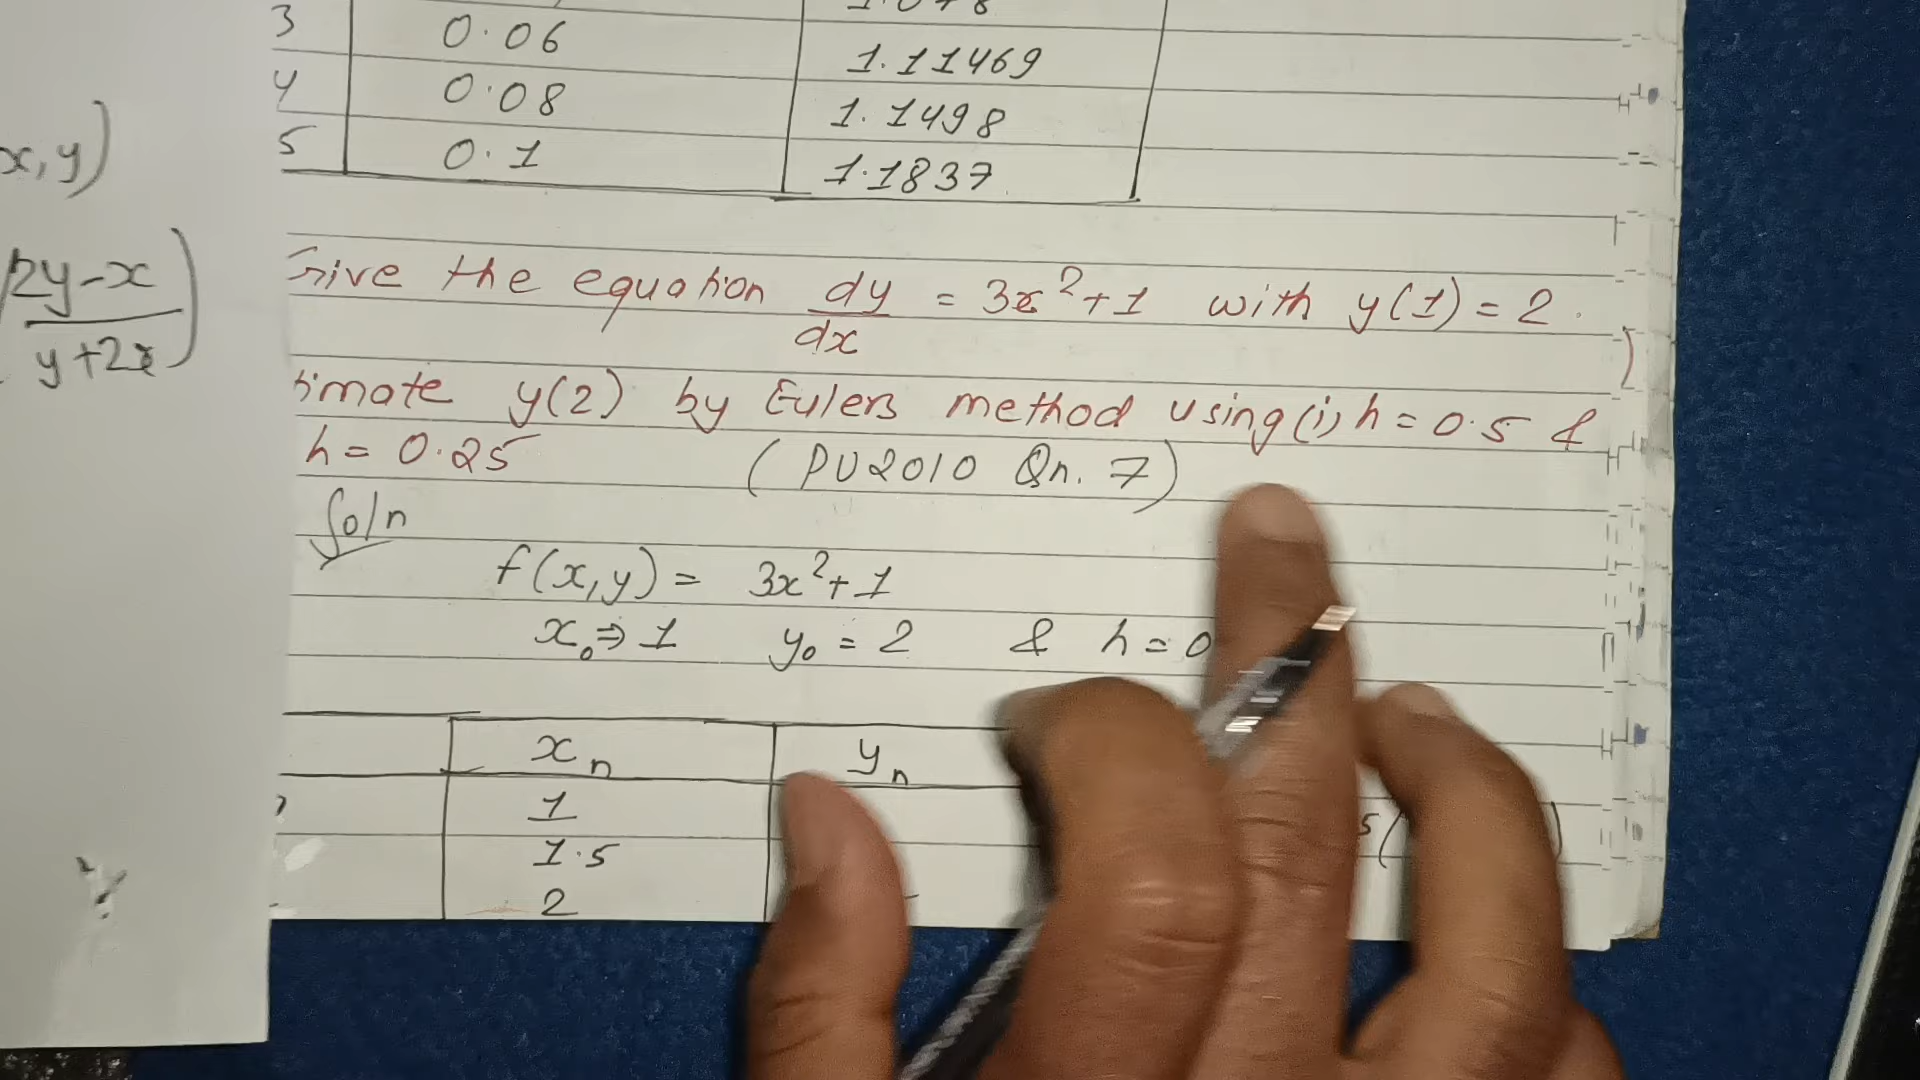 3 0.06 1.11469
4 0.08 1.1498
5 0.1 1.1837
x,y)
2y-x
y+2x
Give the equation dy/dx = 3x²+1 with y(1) = 2.
timate y(2) by Eulers method using (i) h = 0.5 &
h = 0.25 (PU2010 Qn. 7)
Soln
f(x,y) = 3x²+1
x₀ ⇒ 1 y₀ = 2 & h = 0
xₙ yₙ
1
1.5
2